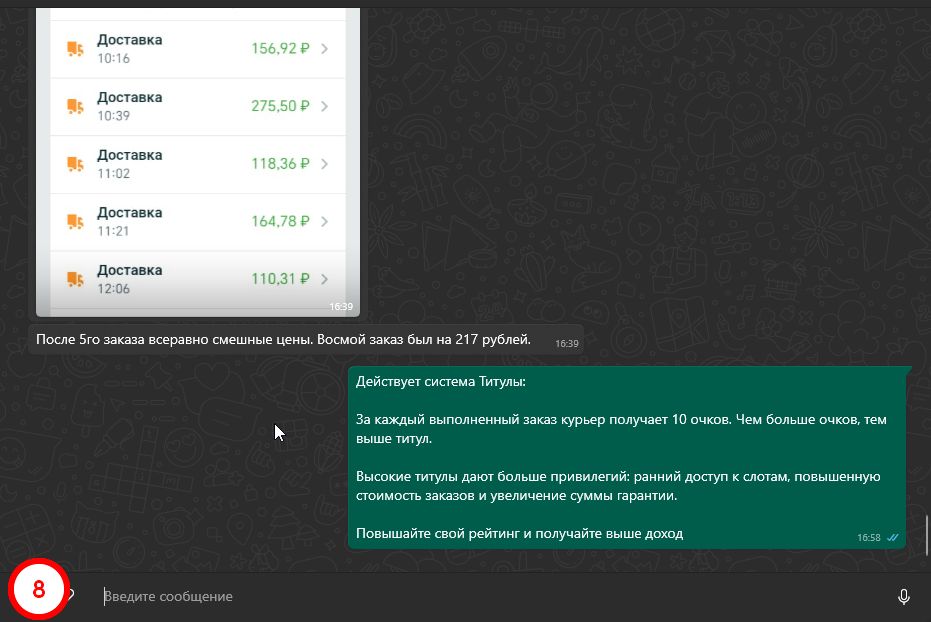 Доставка
156,92 ₽
10:16
Доставка
275,50 ₽
10:39
Доставка
118,36 ₽
11:02
Доставка
164,78 ₽
11:21
Доставка
110,31 ₽
12:06
16:39
После 5го заказа всеравно смешные цены. Восмой заказ был на 217 рублей.
16:39
Действует система Титулы:
За каждый выполненный заказ курьер получает 10 очков. Чем больше очков, тем
выше титул.
Высокие титулы дают больше привилегий: ранний доступ к слотам, повышенную
стоимость заказов и увеличение суммы гарантии.
Повышайте свой рейтинг и получайте выше доход
16:58
8
Введите сообщение